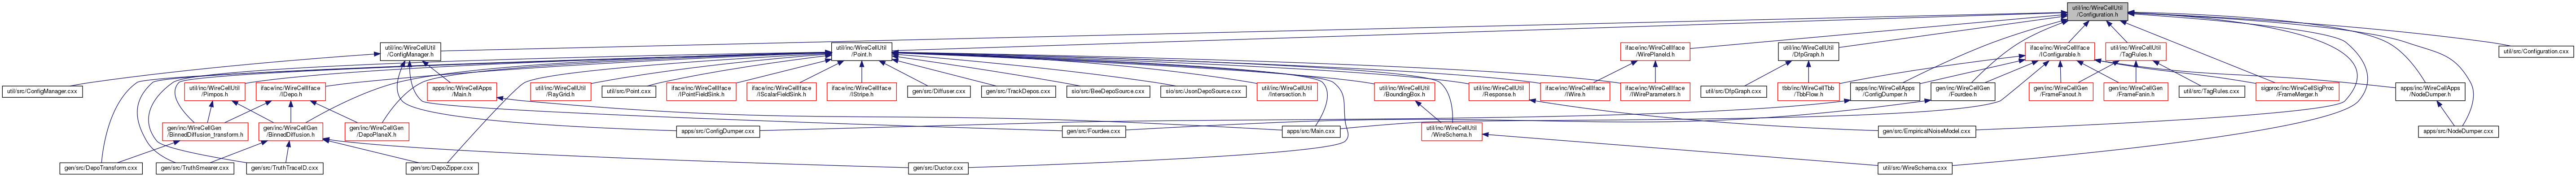 util/inc/WireCellUtil
/Configuration.h
util/inc/WireCellUtil
/ConfigManager.h
util/inc/WireCellUtil
/Point.h
iface/inc/WireCellIface
/WirePlaneId.h
util/inc/WireCellUtil
/DfpGraph.h
iface/inc/WireCellIface
/IConfigurable.h
util/inc/WireCellUtil
/TagRules.h
util/src/Configuration.cxx
util/src/ConfigManager.cxx
util/inc/WireCellUtil
/Pimpos.h
iface/inc/WireCellIface
/IDepo.h
apps/inc/WireCellApps
/Main.h
util/inc/WireCellUtil
/RayGrid.h
util/src/Point.cxx
iface/inc/WireCellIface
/IPointFieldSink.h
iface/inc/WireCellIface
/IScalarFieldSink.h
iface/inc/WireCellIface
/IStripe.h
gen/src/Diffuser.cxx
gen/src/TrackDepos.cxx
sio/src/BeeDepoSource.cxx
sio/src/JsonDepoSource.cxx
util/inc/WireCellUtil
/Intersection.h
util/inc/WireCellUtil
/BoundingBox.h
util/inc/WireCellUtil
/Response.h
iface/inc/WireCellIface
/IWire.h
iface/inc/WireCellIface
/IWireParameters.h
util/src/DfpGraph.cxx
tbb/inc/WireCellTbb
/TbbFlow.h
apps/inc/WireCellApps
/ConfigDumper.h
gen/inc/WireCellGen
/Fourdee.h
gen/inc/WireCellGen
/FrameFanout.h
gen/inc/WireCellGen
/FrameFanin.h
util/src/TagRules.cxx
sigproc/inc/WireCellSigProc
/FrameMerger.h
apps/inc/WireCellApps
/NodeDumper.h
gen/inc/WireCellGen
/BinnedDiffusion_transform.h
gen/inc/WireCellGen
/BinnedDiffusion.h
gen/inc/WireCellGen
/DepoPlaneX.h
apps/src/ConfigDumper.cxx
gen/src/Fourdee.cxx
apps/src/Main.cxx
util/inc/WireCellUtil
/WireSchema.h
gen/src/EmpiricalNoiseModel.cxx
apps/src/NodeDumper.cxx
gen/src/DepoTransform.cxx
gen/src/TruthSmearer.cxx
gen/src/TruthTraceID.cxx
gen/src/DepoZipper.cxx
gen/src/Ductor.cxx
util/src/WireSchema.cxx